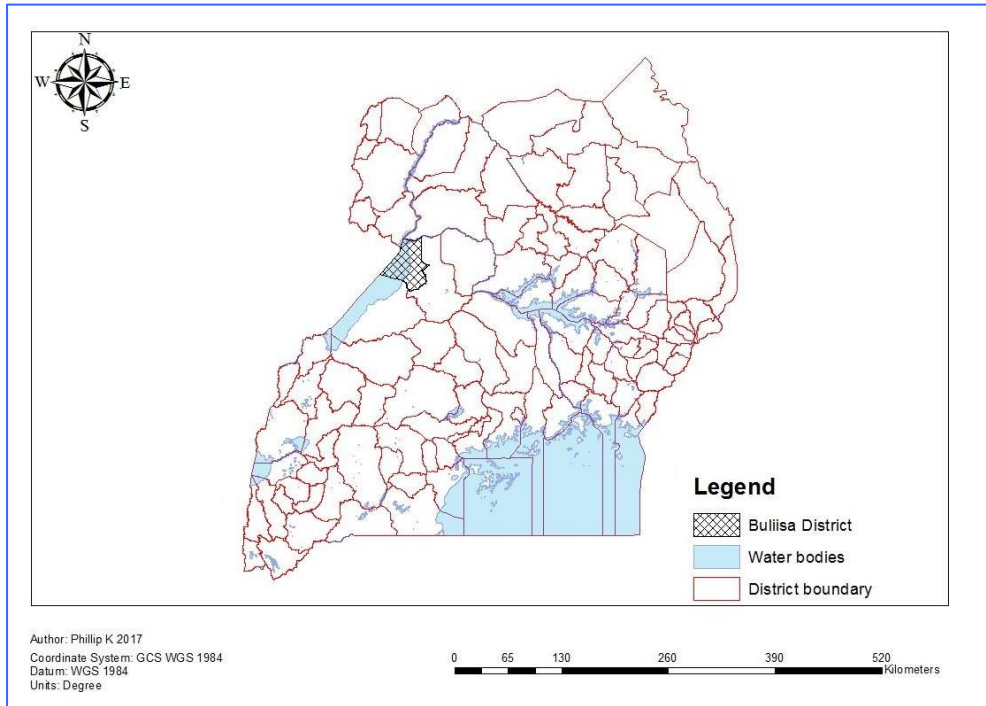 N
W E
S
Legend
Buliisa District
Water bodies
District boundary
Author: Phillip K 2017
Coordinate System: GCS WGS 1984
Datum: WGS 1984
Units: Degree
0 65 130 260 390 520
Kilometers